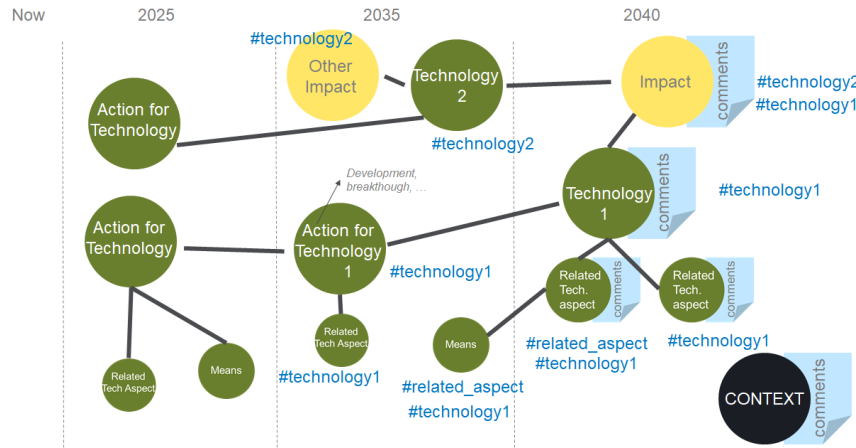 Now
2025
2035
2040
#technology2
Other
Impact
Technology
2
Impact
comments
#technology2
#technology1
Action for
Technology
#technology2
Development,
breakthrough, ...
Technology
1
comments
#technology1
Action for
Technology
Action for
Technology
1
#technology1
Related
Tech.
aspect
comments
Related
Tech.
aspect
comments
Related
Tech Aspect
#technology1
Means
#related_aspect
#technology1
#related_aspect
#technology1
#technology1
Related
Tech Aspect
Means
CONTEXT
comments